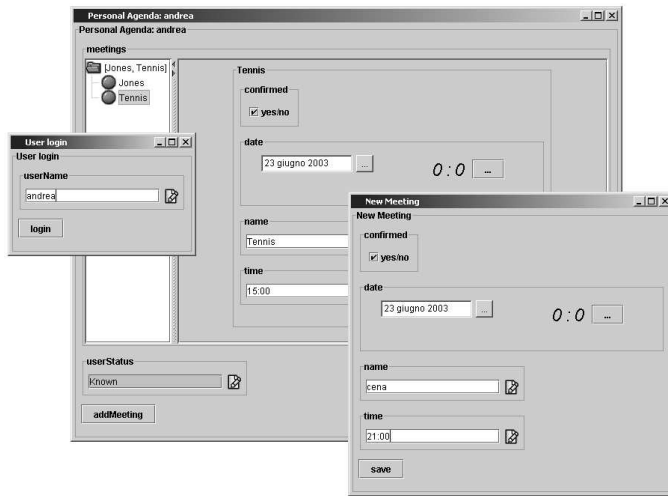 Personal Agenda: andrea
Personal Agenda: andrea
meetings
[Jones, Tennis]
Jones
Tennis
Tennis
confirmed
yes/no
date
23 giugno 2003 ... 0:0 ...
name
Tennis
time
15:00
userStatus
Known
addMeeting
User login
User login
userName
andrea
login
New Meeting
New Meeting
confirmed
yes/no
date
23 giugno 2003 ... 0:0 ...
name
cena
time
21:00
save